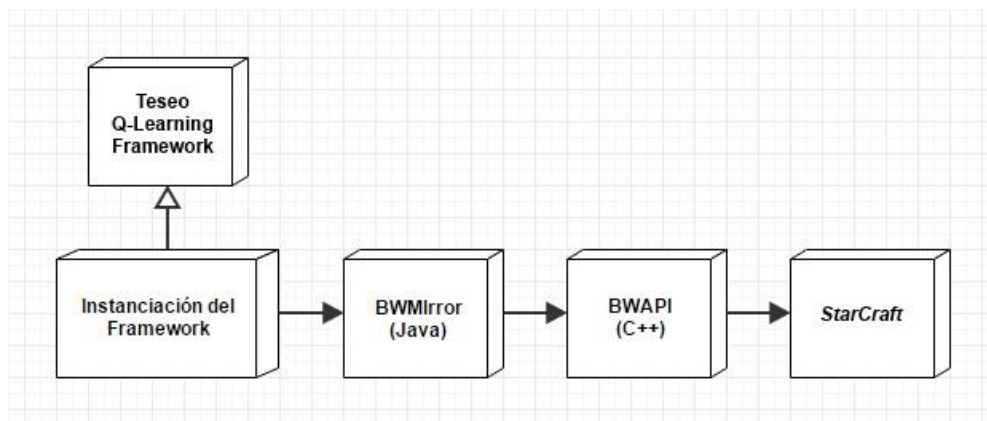 Teseo
Q-Learning
Framework
Instanciación del
Framework
BWMIrror
(Java)
BWAPI
(C++)
StarCraft